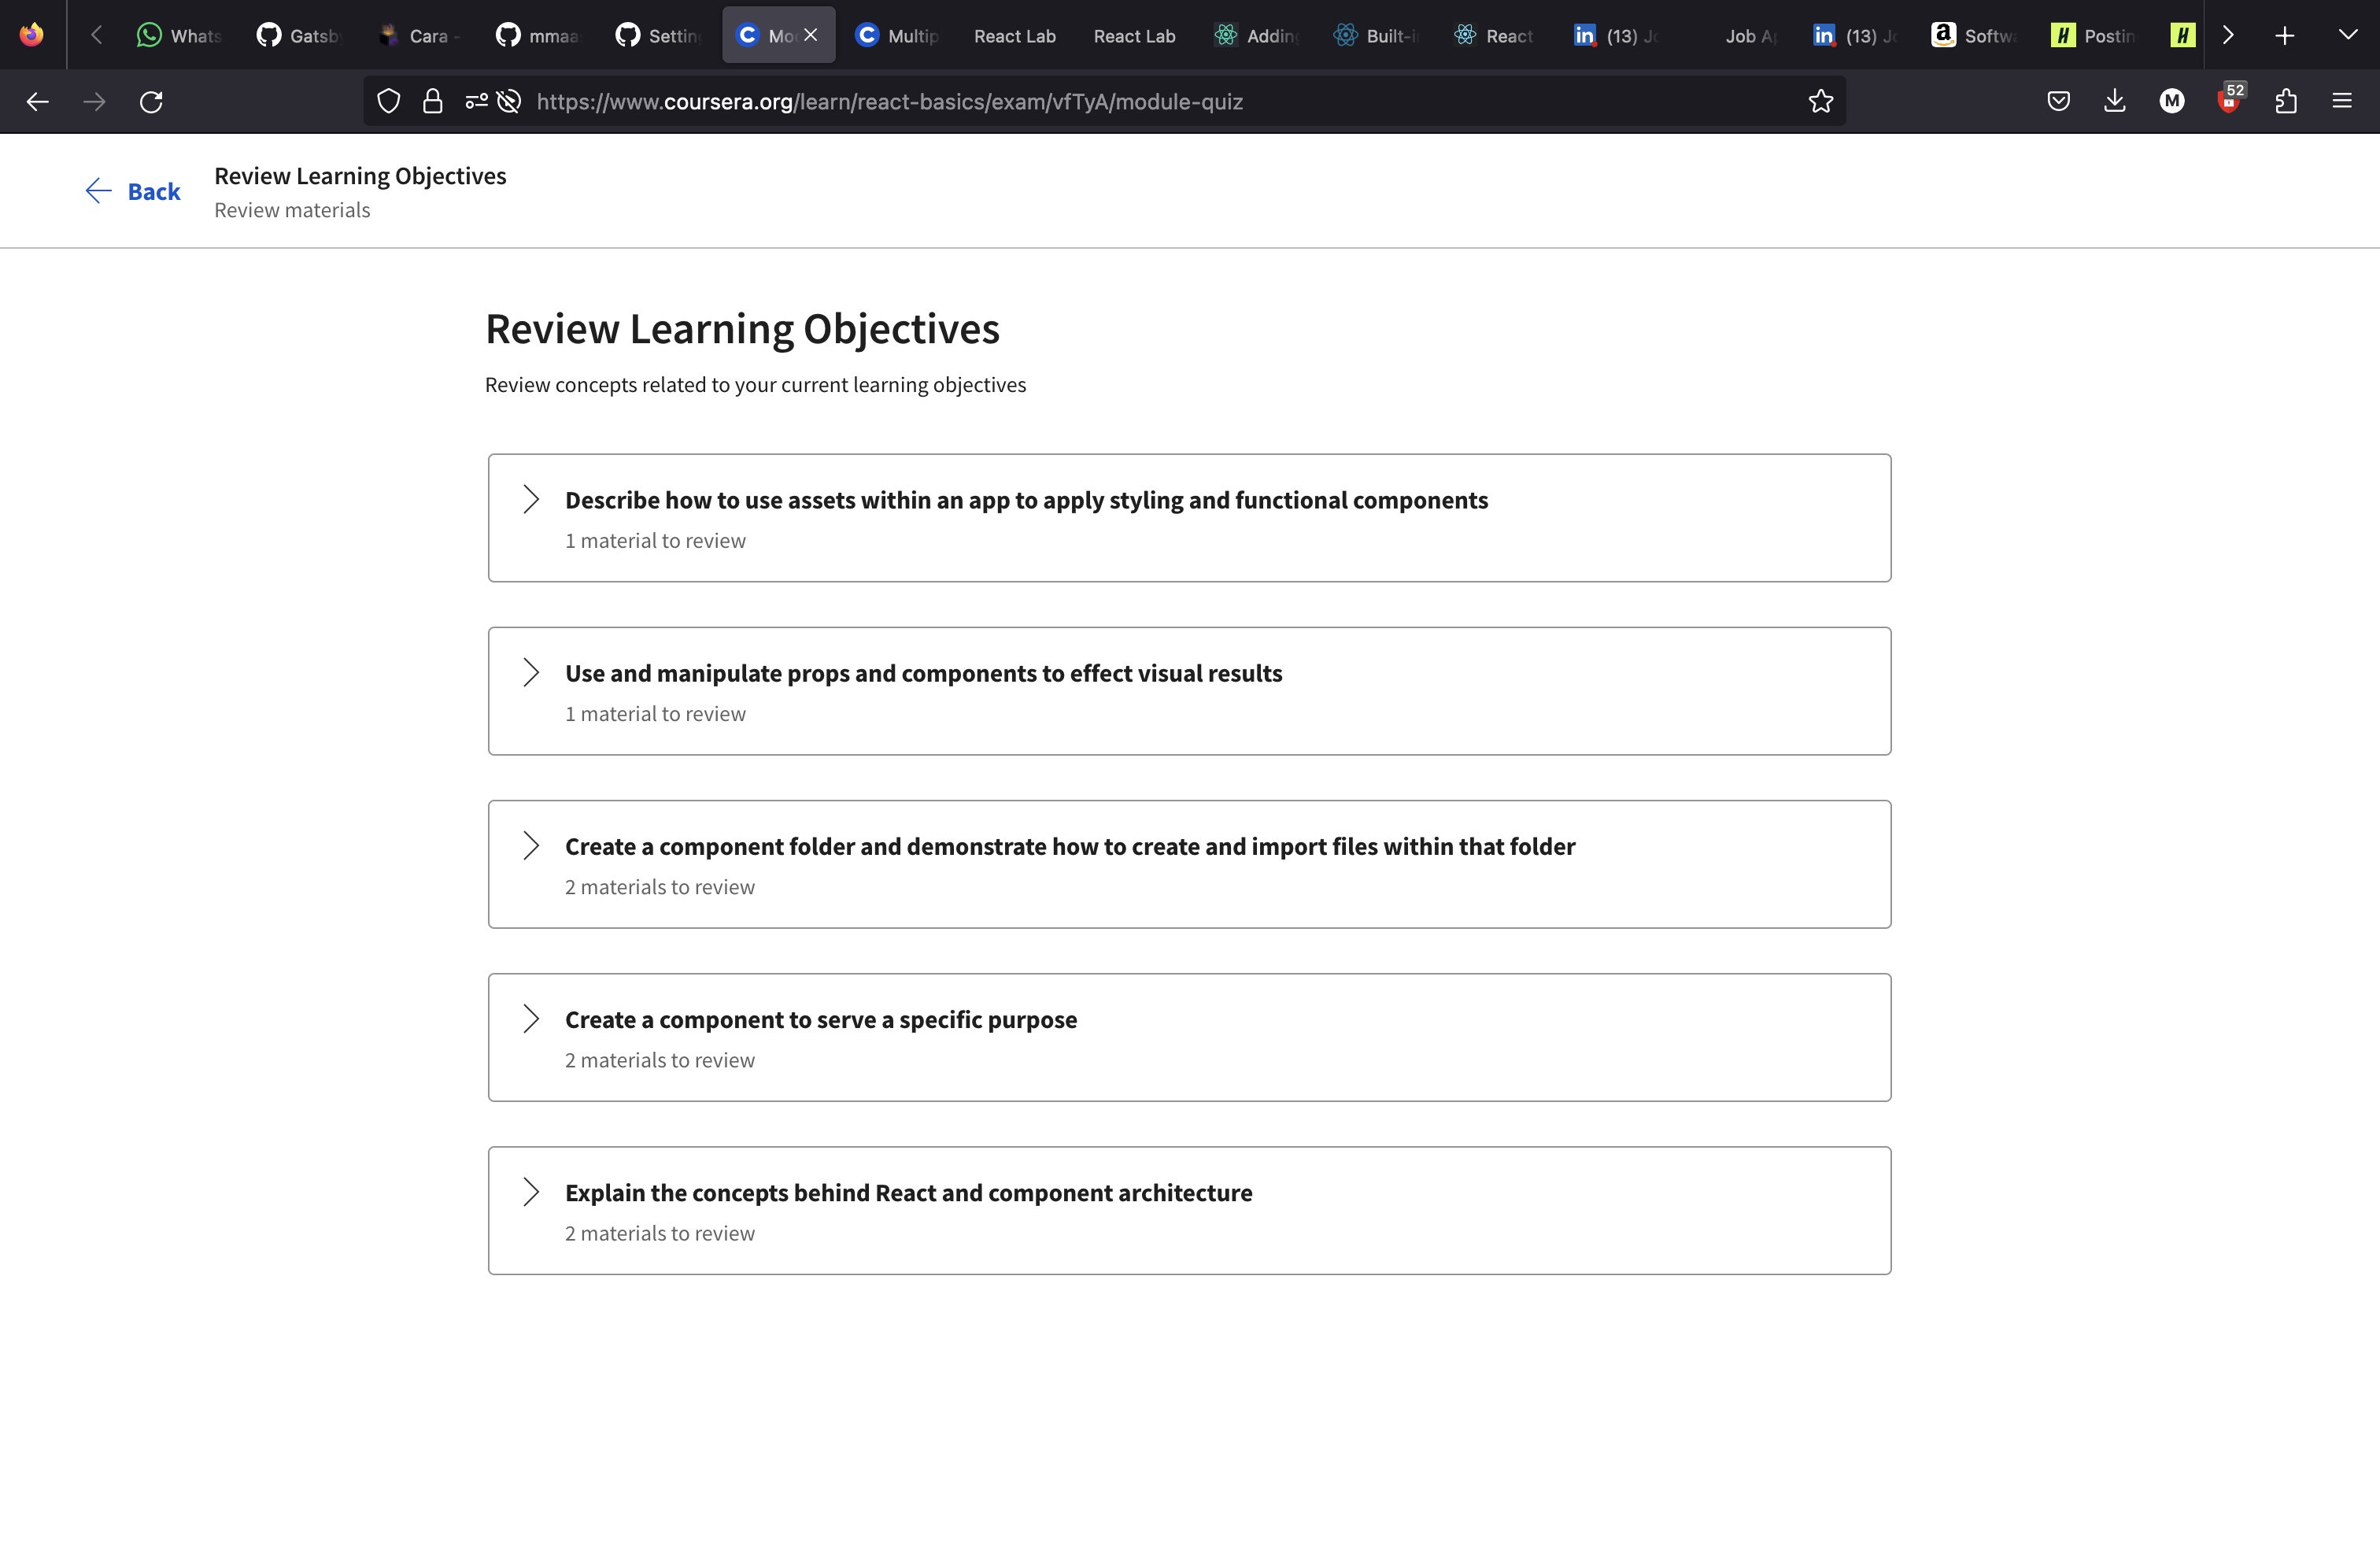 Whats
Gatsby
Cara -
mmaa
Settin
Mo
Multip
React Lab
React Lab
Adding
Built-i
React
(13) Jo
Job Ap
(13) Jo
Softwa
Postin
https://www.coursera.org/learn/react-basics/exam/vfTyA/module-quiz
M
52
Back
Review Learning Objectives
Review materials
Review Learning Objectives
Review concepts related to your current learning objectives
Describe how to use assets within an app to apply styling and functional components
1 material to review
Use and manipulate props and components to effect visual results
1 material to review
Create a component folder and demonstrate how to create and import files within that folder
2 materials to review
Create a component to serve a specific purpose
2 materials to review
Explain the concepts behind React and component architecture
2 materials to review